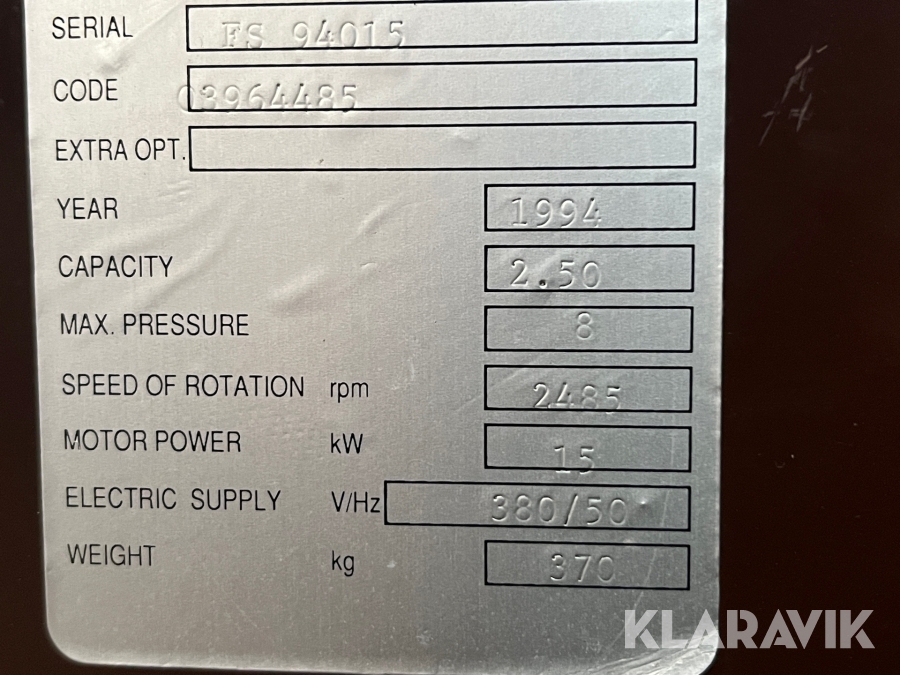 SERIAL FS 94015
CODE 03964485
EXTRA OPT.
YEAR 1994
CAPACITY 2.50
MAX. PRESSURE 8
SPEED OF ROTATION rpm 2485
MOTOR POWER kW 15
ELECTRIC SUPPLY V/Hz 380/50
WEIGHT kg 370
KLARAVIK